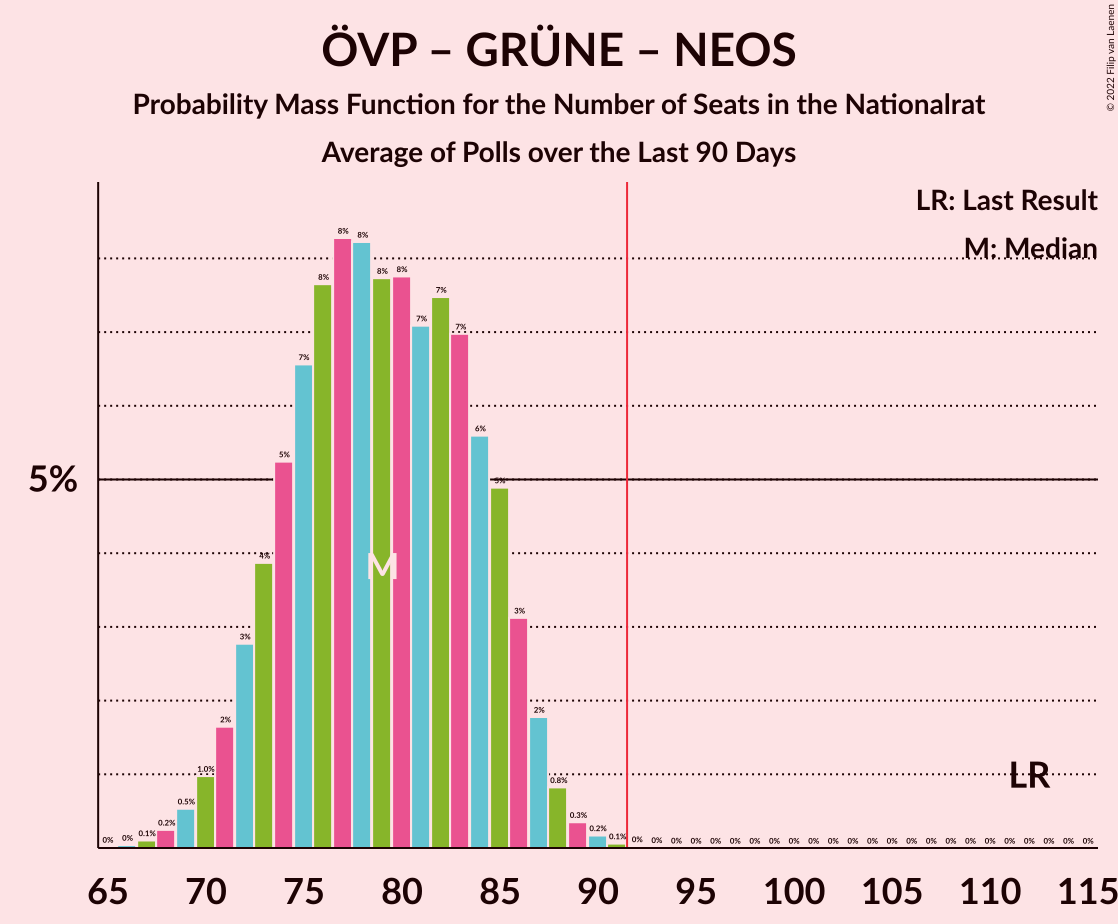 ÖVP – GRÜNE – NEOS
Probability Mass Function for the Number of Seats in the Nationalrat
Average of Polls over the Last 90 Days
© 2022 Filip van Laenen
LR: Last Result
M: Median
5%
0% 0% 0.1% 0.2% 0.5% 1.0% 2% 3% 4% 5% 7% 8% 8% 8% 8% 8% 7% 7% 7% 6% 5% 3% 2% 0.8% 0.3% 0.2% 0.1% 0% 0% 0% 0% 0% 0% 0% 0% 0% 0% 0% 0% 0% 0% 0% 0% 0% 0% 0% 0% 0% 0% 0% 0%
M
LR
65 70 75 80 85 90 95 100 105 110 115